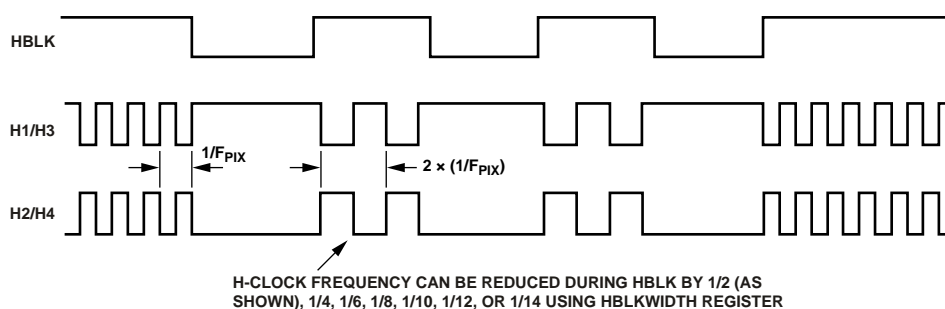 HBLK
H1/H3
1/FPIX
2 × (1/FPIX)
H2/H4
H-CLOCK FREQUENCY CAN BE REDUCED DURING HBLK BY 1/2 (AS
SHOWN), 1/4, 1/6, 1/8, 1/10, 1/12, OR 1/14 USING HBLKWIDTH REGISTER